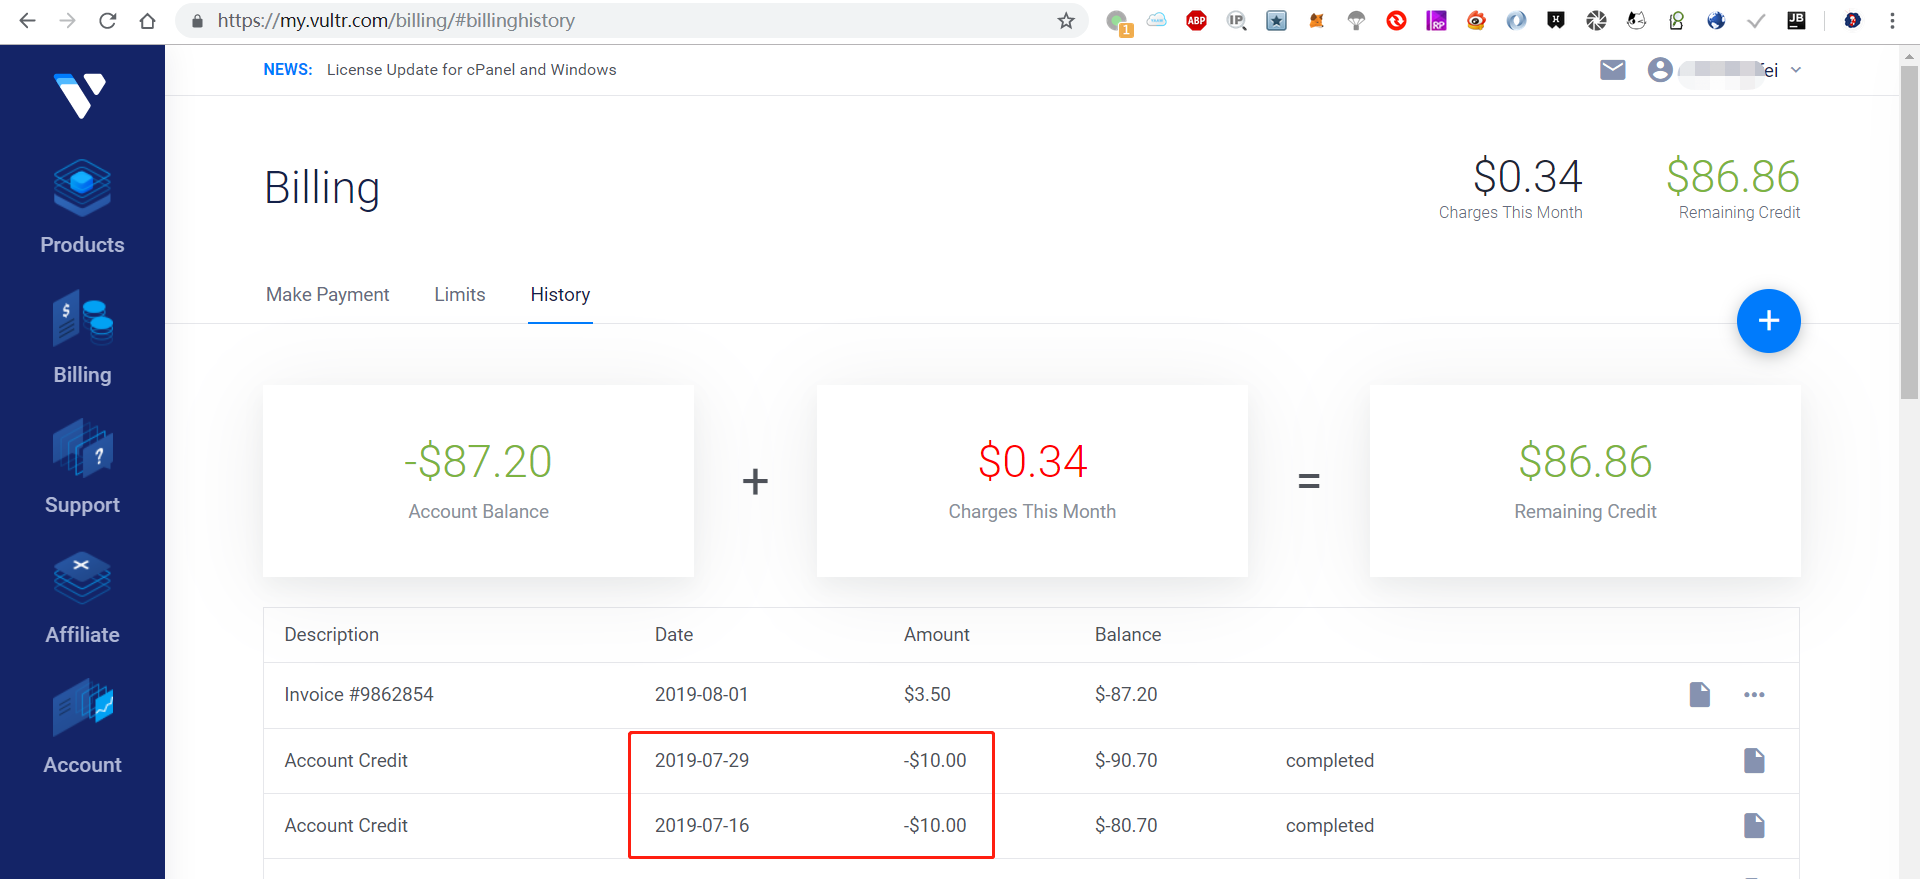 https://my.vultr.com/billing/#billinghistory
1
ABP
IP
RP
JB
NEWS: License Update for cPanel and Windows
ei
Billing
$0.34
Charges This Month
$86.86
Remaining Credit
Products
Billing
Support
Affiliate
Account
Make Payment Limits History
+
-$87.20
Account Balance
+
$0.34
Charges This Month
=
$86.86
Remaining Credit
Description Date Amount Balance
Invoice #9862854 2019-08-01 $3.50 $-87.20
Account Credit 2019-07-29 -$10.00 $-90.70 completed
Account Credit 2019-07-16 -$10.00 $-80.70 completed